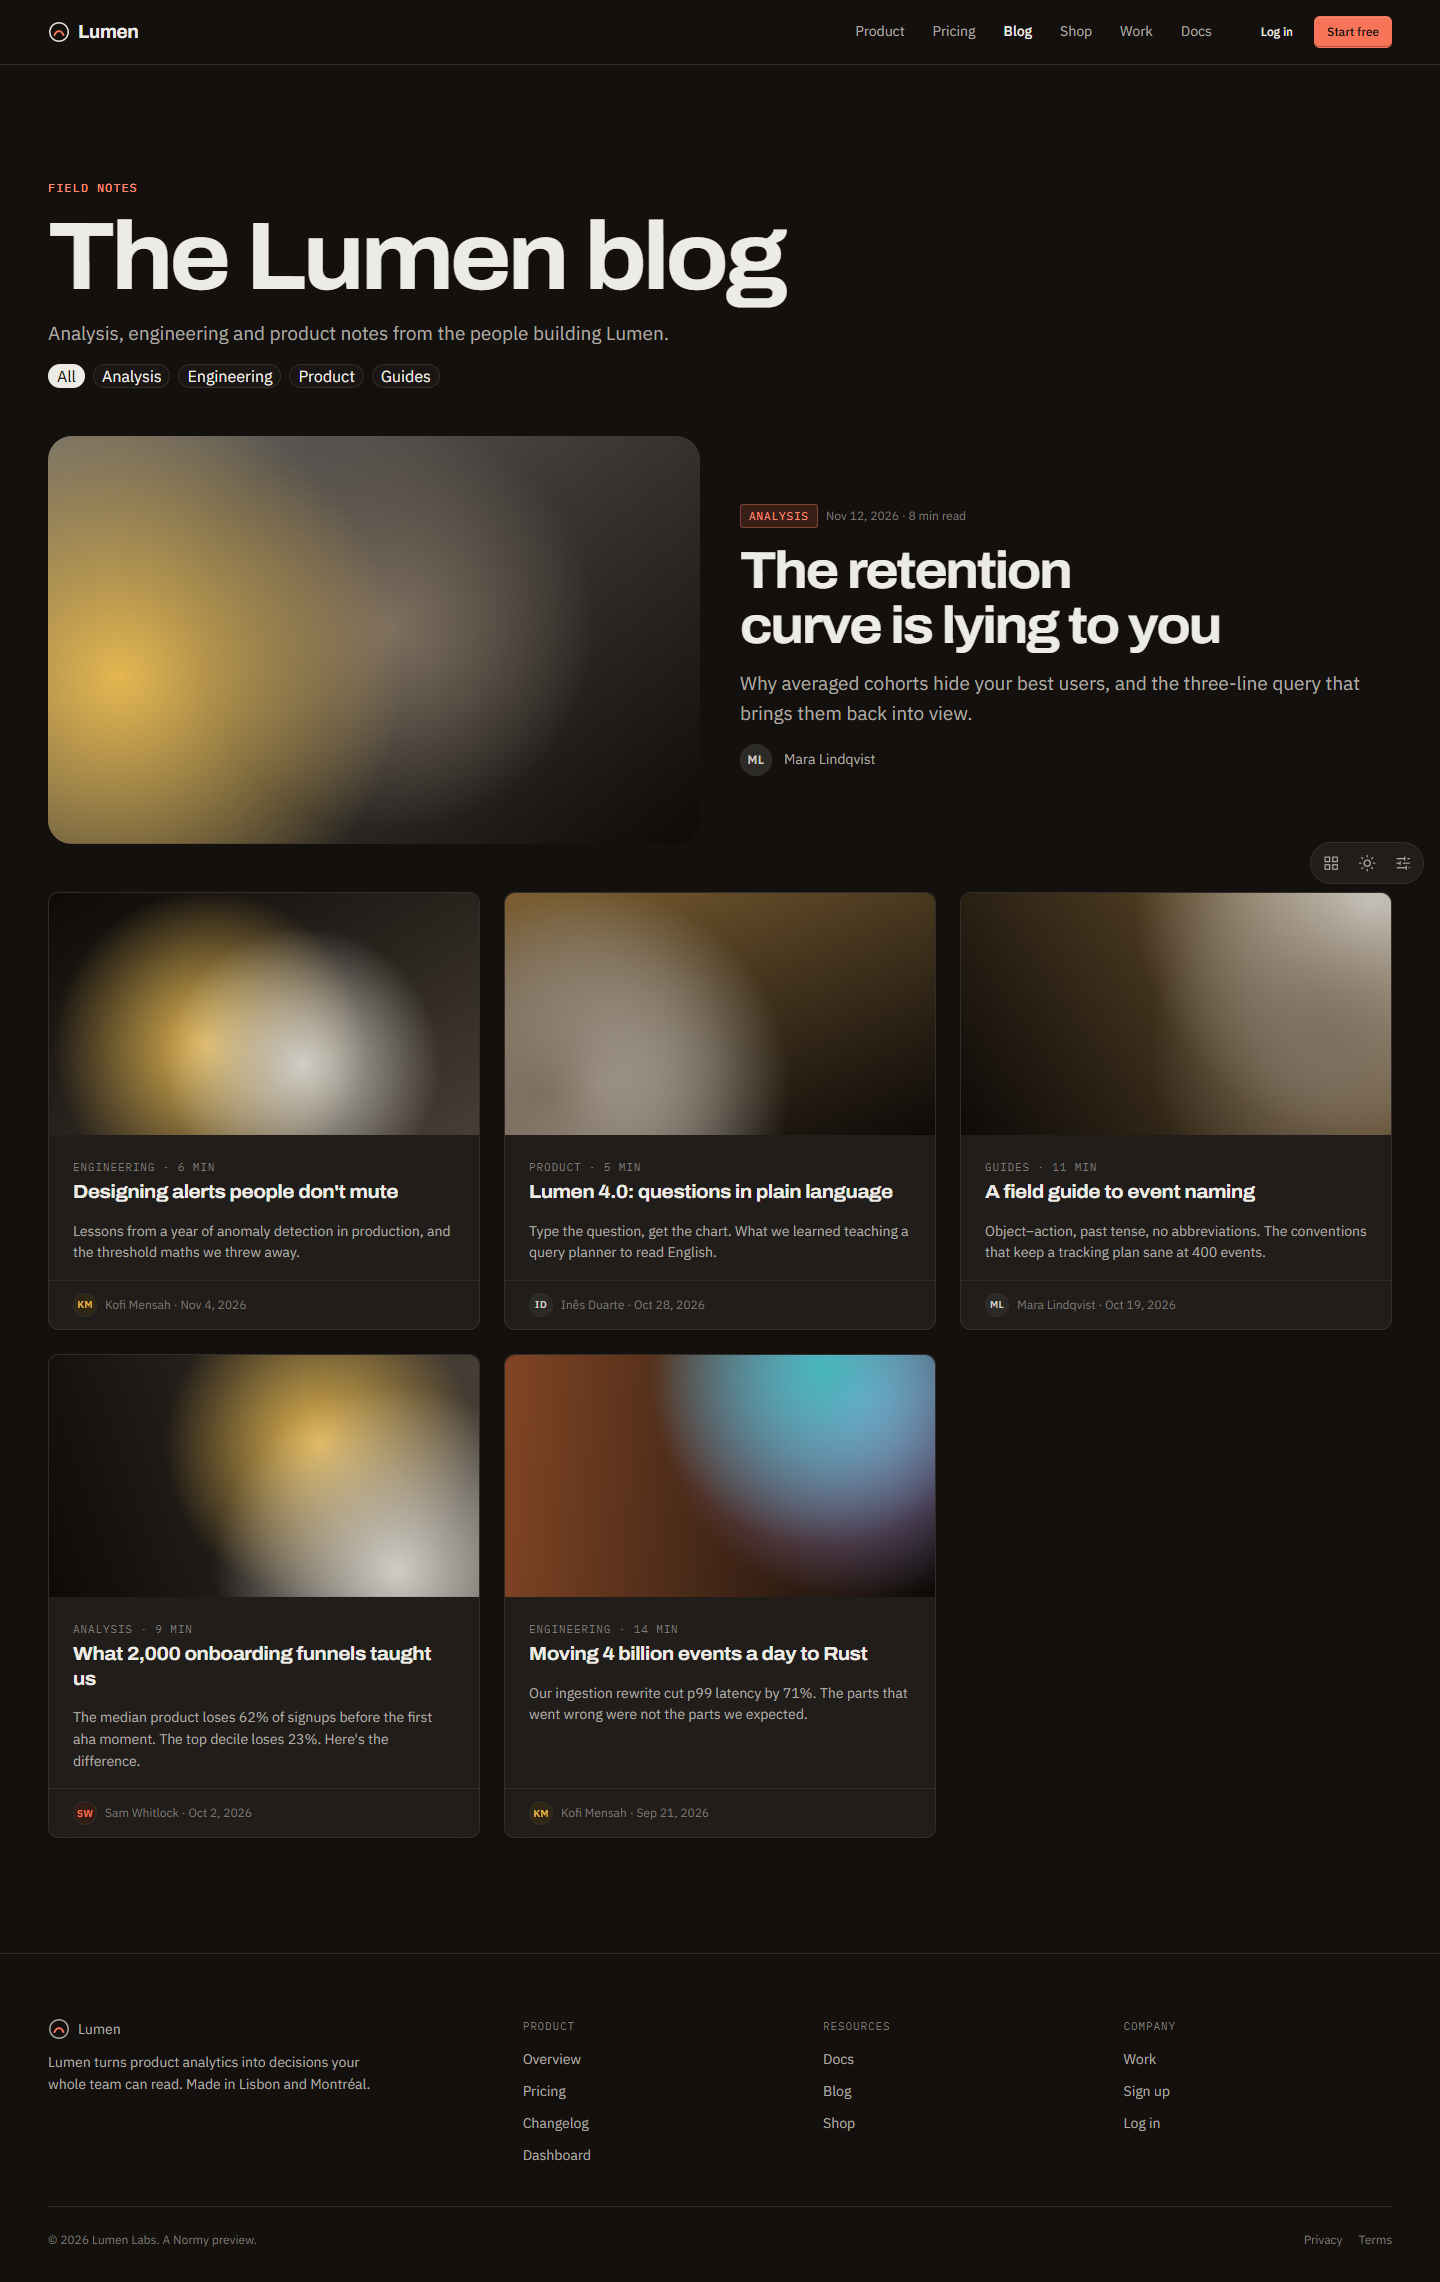 Lumen
Product
Pricing
Blog
Shop
Work
Docs
Log in
Start free
FIELD NOTES
The Lumen blog
Analysis, engineering and product notes from the people building Lumen.
All
Analysis
Engineering
Product
Guides
ANALYSIS
Nov 12, 2026 · 8 min read
The retention
curve is lying to you
Why averaged cohorts hide your best users, and the three-line query that
brings them back into view.
ML
Mara Lindqvist
ENGINEERING · 6 MIN
Designing alerts people don't mute
Lessons from a year of anomaly detection in production, and
the threshold maths we threw away.
KM
Kofi Mensah · Nov 4, 2026
PRODUCT · 5 MIN
Lumen 4.0: questions in plain language
Type the question, get the chart. What we learned teaching a
query planner to read English.
ID
Inês Duarte · Oct 28, 2026
GUIDES · 11 MIN
A field guide to event naming
Object–action, past tense, no abbreviations. The conventions
that keep a tracking plan sane at 400 events.
ML
Mara Lindqvist · Oct 19, 2026
ANALYSIS · 9 MIN
What 2,000 onboarding funnels taught
us
The median product loses 62% of signups before the first
aha moment. The top decile loses 23%. Here's the
difference.
SW
Sam Whitlock · Oct 2, 2026
ENGINEERING · 14 MIN
Moving 4 billion events a day to Rust
Our ingestion rewrite cut p99 latency by 71%. The parts that
went wrong were not the parts we expected.
KM
Kofi Mensah · Sep 21, 2026
Lumen
Lumen turns product analytics into decisions your
whole team can read. Made in Lisbon and Montréal.
PRODUCT
Overview
Pricing
Changelog
Dashboard
RESOURCES
Docs
Blog
Shop
COMPANY
Work
Sign up
Log in
© 2026 Lumen Labs. A Normy preview.
Privacy
Terms